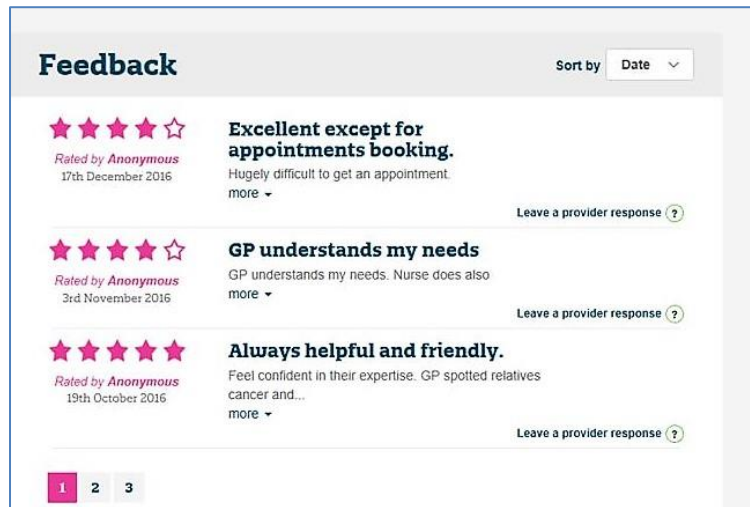 Feedback
Sort by Date
Excellent except for
appointments booking.
Rated by Anonymous
17th December 2016
Hugely difficult to get an appointment.
more
Leave a provider response ?
GP understands my needs
Rated by Anonymous
3rd November 2016
GP understands my needs. Nurse does also
more
Leave a provider response ?
Always helpful and friendly.
Rated by Anonymous
19th October 2016
Feel confident in their expertise. GP spotted relatives
cancer and...
more
Leave a provider response ?
1 2 3